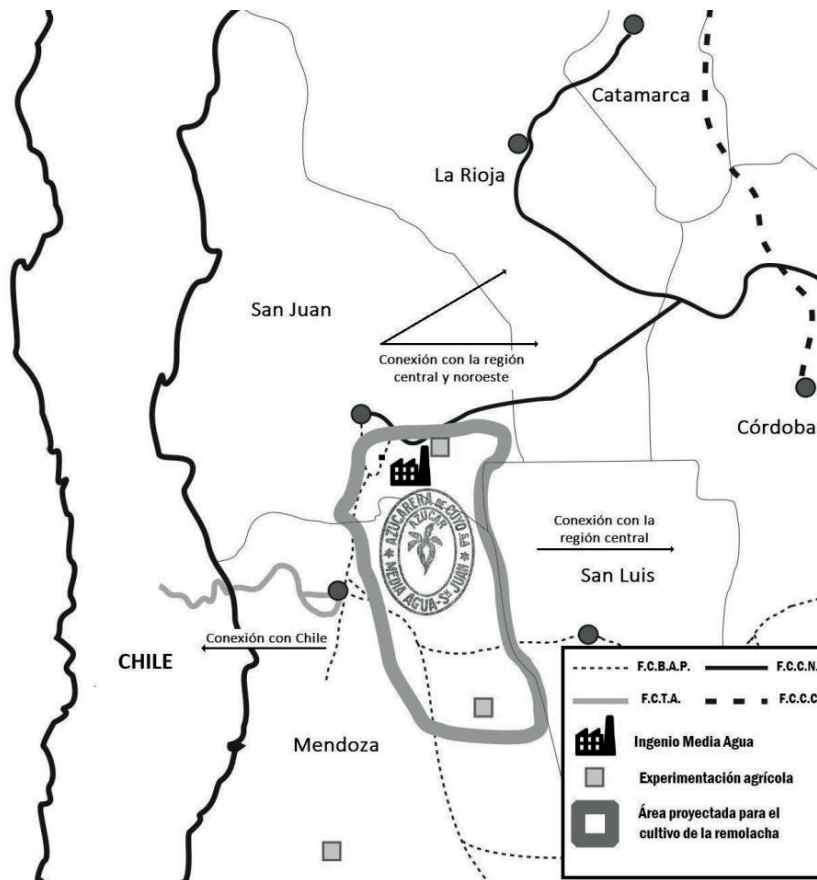 Catamarca
La Rioja
San Juan
Conexión con la región
central y noroeste
Córdoba
AZUCARERA DE CUYO S.A
AZÚCAR
MEDIA AGUA-Sn JUAN
Conexión con la
región central
San Luis
Conexión con Chile
CHILE
Mendoza
F.C.B.A.P.
F.C.C.N.
F.C.T.A.
F.C.C.C
Ingenio Media Agua
Experimentación agrícola
Área proyectada para el
cultivo de la remolacha